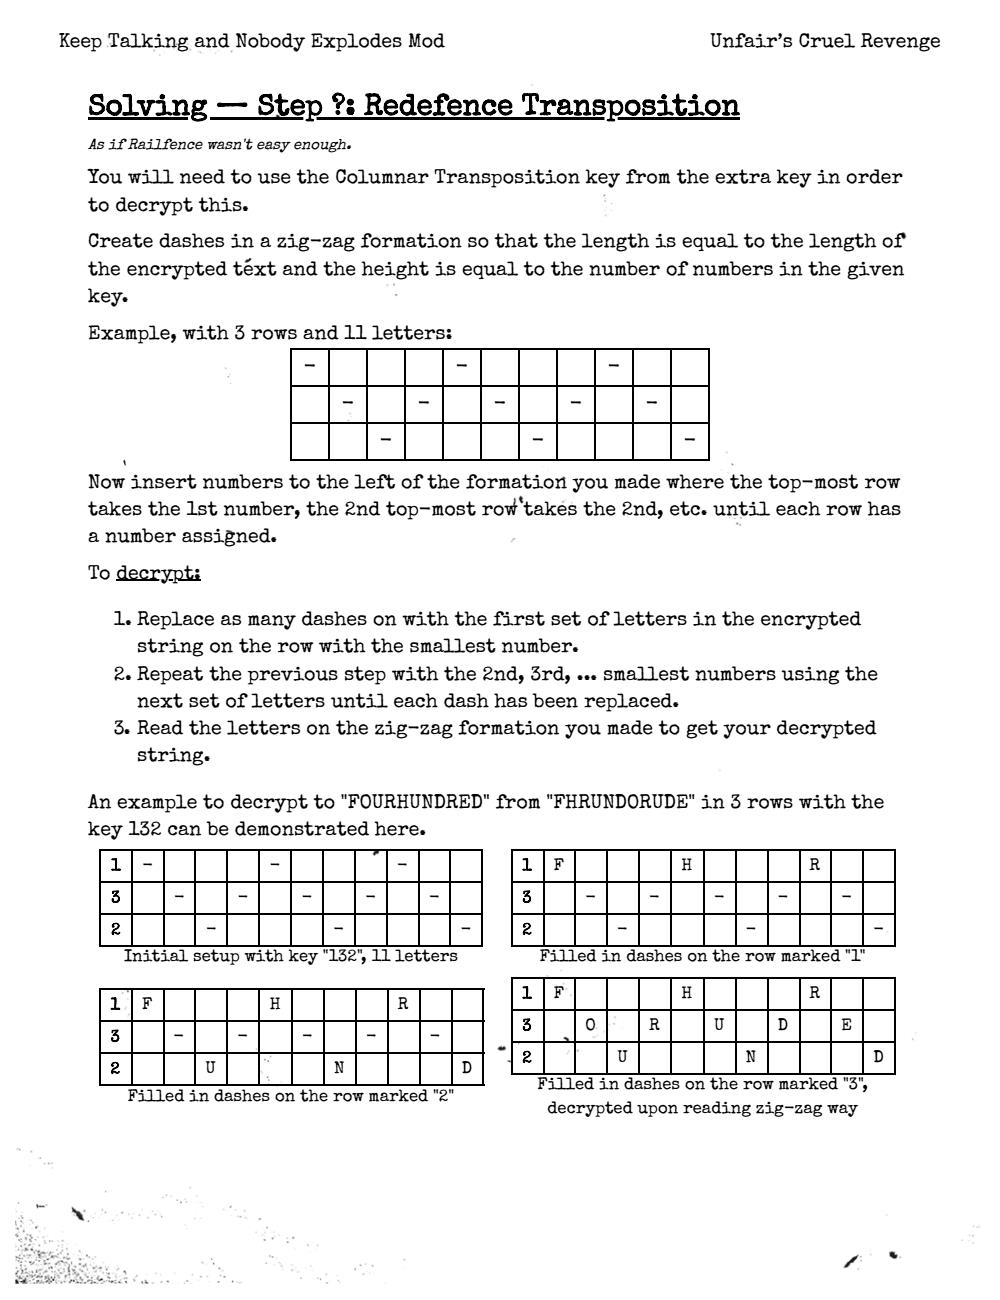 Keep Talking and Nobody Explodes Mod
Unfair's Cruel Revenge
Solving — Step ?: Redefence Transposition
As if Railfence wasn't easy enough.
You will need to use the Columnar Transposition key from the extra key in order
to decrypt this.
Create dashes in a zig-zag formation so that the length is equal to the length of
the encrypted text and the height is equal to the number of numbers in the given
key.
Example, with 3 rows and 11 letters:
- - -
- - - - -
- - -
Now insert numbers to the left of the formation you made where the top-most row
takes the 1st number, the 2nd top-most row takes the 2nd, etc. until each row has
a number assigned.
To decrypt:
1. Replace as many dashes on with the first set of letters in the encrypted
string on the row with the smallest number.
2. Repeat the previous step with the 2nd, 3rd, ... smallest numbers using the
next set of letters until each dash has been replaced.
3. Read the letters on the zig-zag formation you made to get your decrypted
string.
An example to decrypt to "FOURHUNDRED" from "FHRUNDORUDE" in 3 rows with the
key 132 can be demonstrated here.
1 - - -
3 - - - - -
2 - - -
Initial setup with key "132", 11 letters
1 F H R
3 - - - - -
2 - - -
Filled in dashes on the row marked "1"
1 F H R
3 - - - - -
2 U N D
Filled in dashes on the row marked "2"
1 F H R
3 O R U D E
2 U N D
Filled in dashes on the row marked "3",
decrypted upon reading zig-zag way